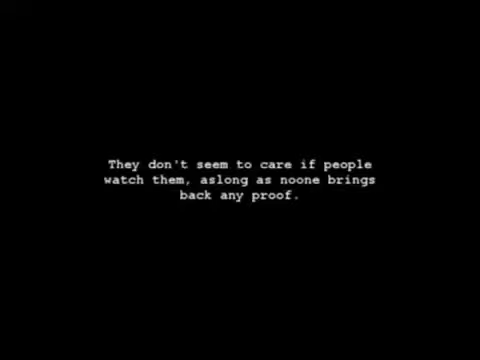 They don't seem to care if people
watch them, aslong as noone brings
back any proof.